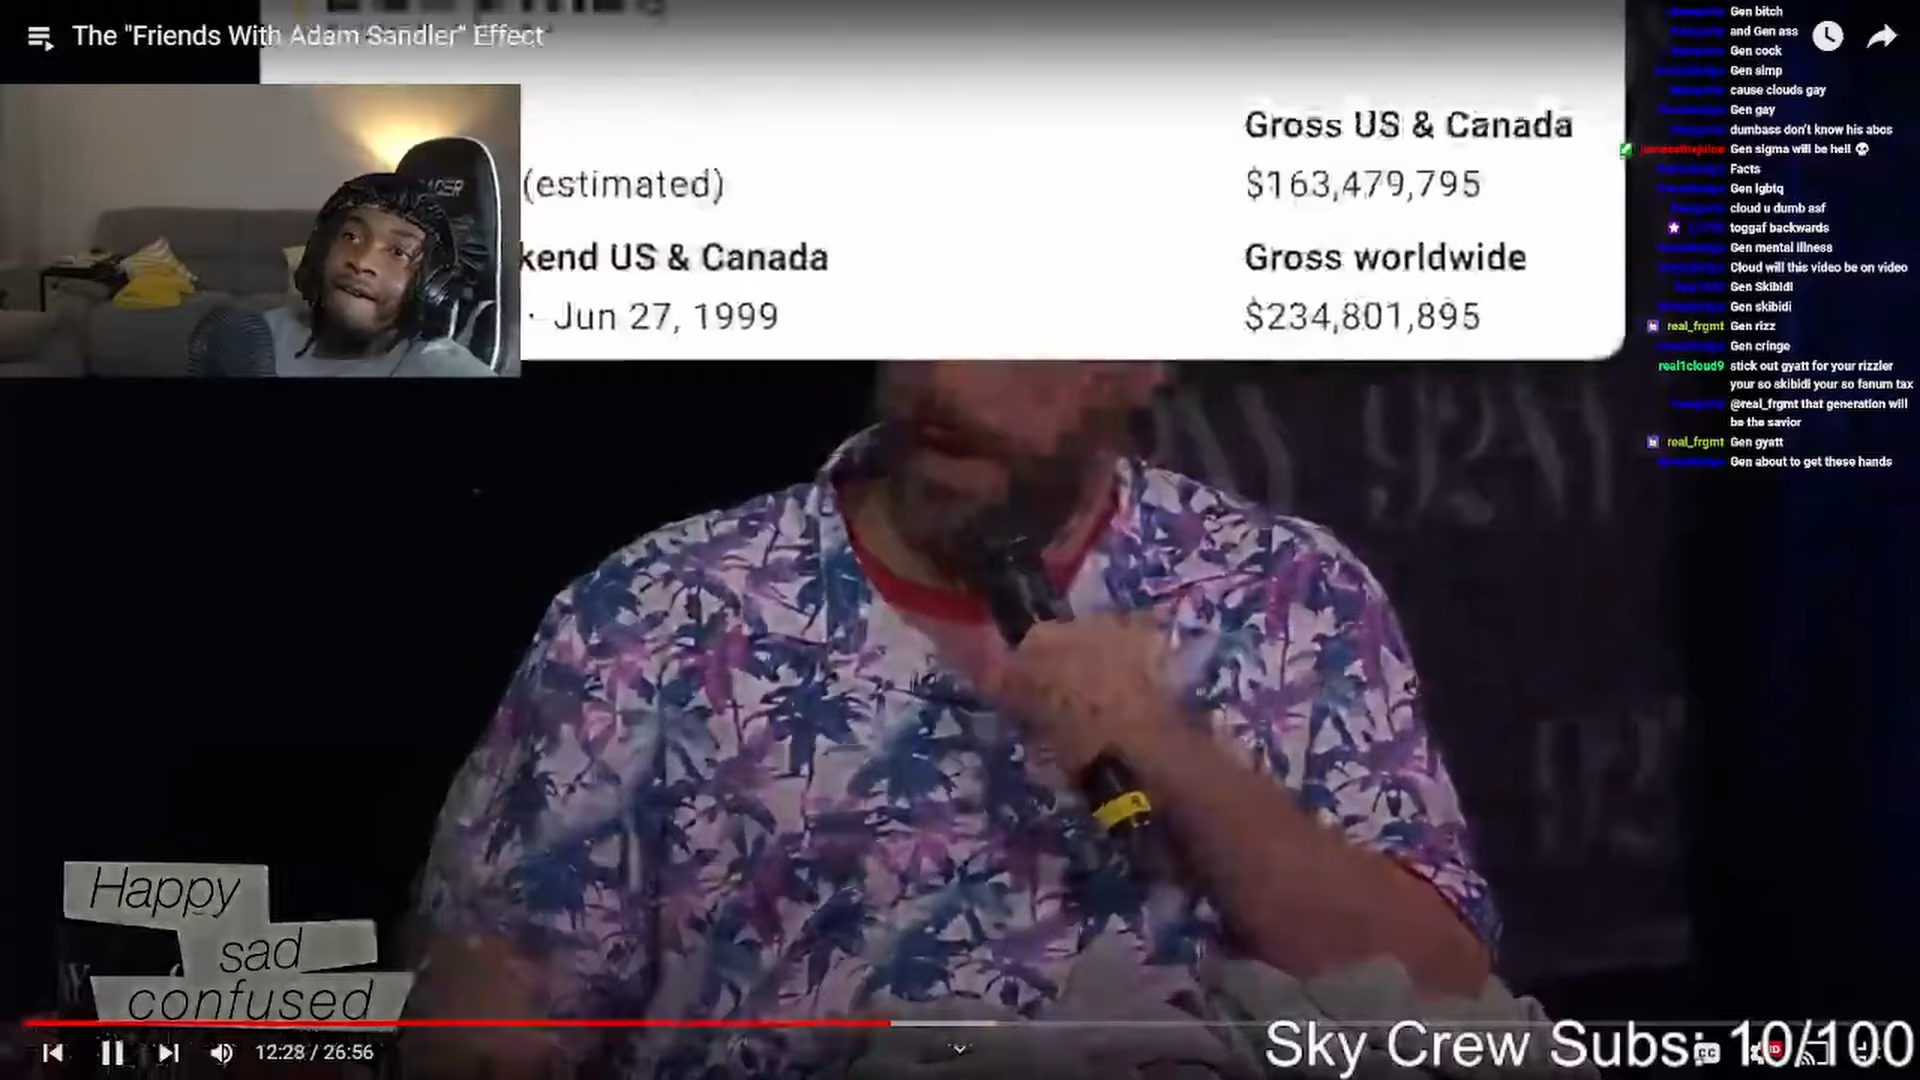 The "Friends With Adam Sandler" Effect
(estimated)
Gross US & Canada
$163,479,795
kend US & Canada
· Jun 27, 1999
Gross worldwide
$234,801,895
Gen bitch
and Gen ass
Gen cock
Gen simp
cause clouds gay
Gen gay
dumbass don't know his abcs
Gen sigma will be hell 💀
Facts
Gen lgbtq
cloud u dumb asf
toggaf backwards
Gen mental illness
Cloud will this video be on video
Gen Skibidi
Gen skibidi
real_frgmt Gen rizz
Gen cringe
real1cloud9 stick out gyatt for your rizzler
your so skibidi your so fanum tax
@real_frgmt that generation will
be the savior
real_frgmt Gen gyatt
Gen about to get these hands
Happy
sad
confused
12:28 / 26:56
Sky Crew Subs: 10/100